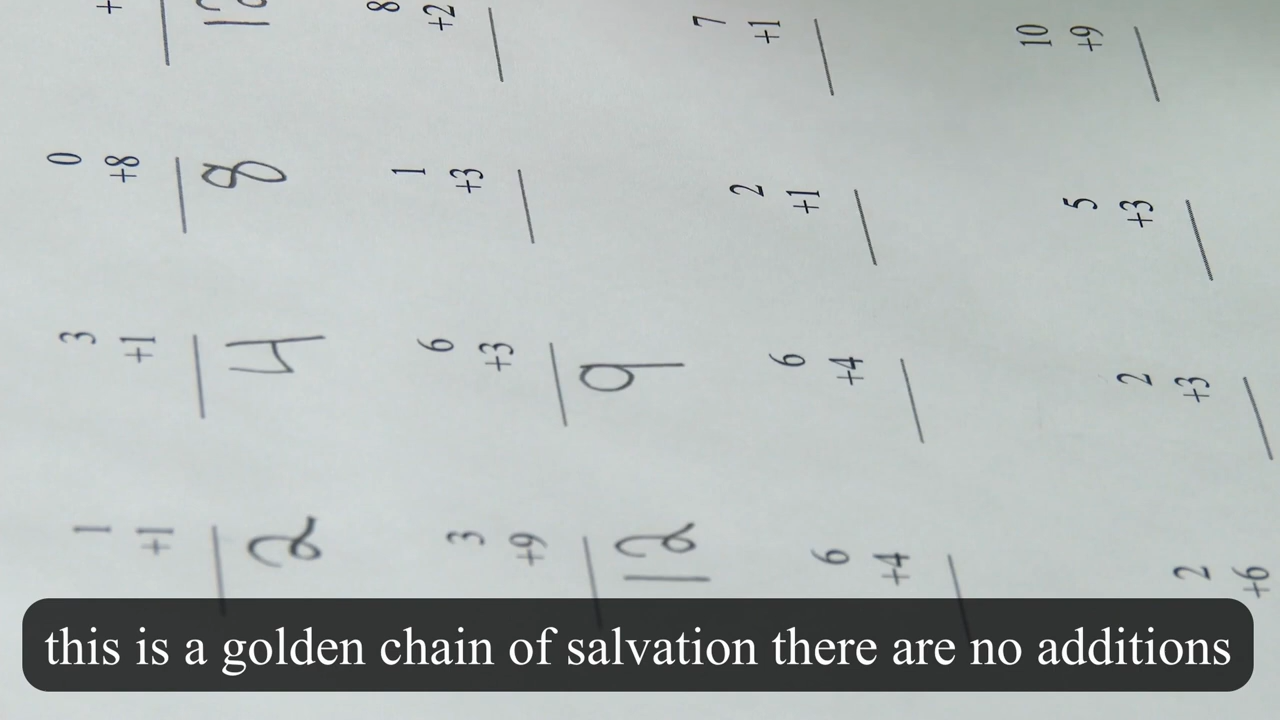 1 3 0
+1 +1 +8 +
2 4 8
3 6 1 8
+9 +3 +3 +2
12 9
6 6 2 7
+4 +4 +1 +1
2 2 5 10
+6 +3 +3 +9
this is a golden chain of salvation there are no additions